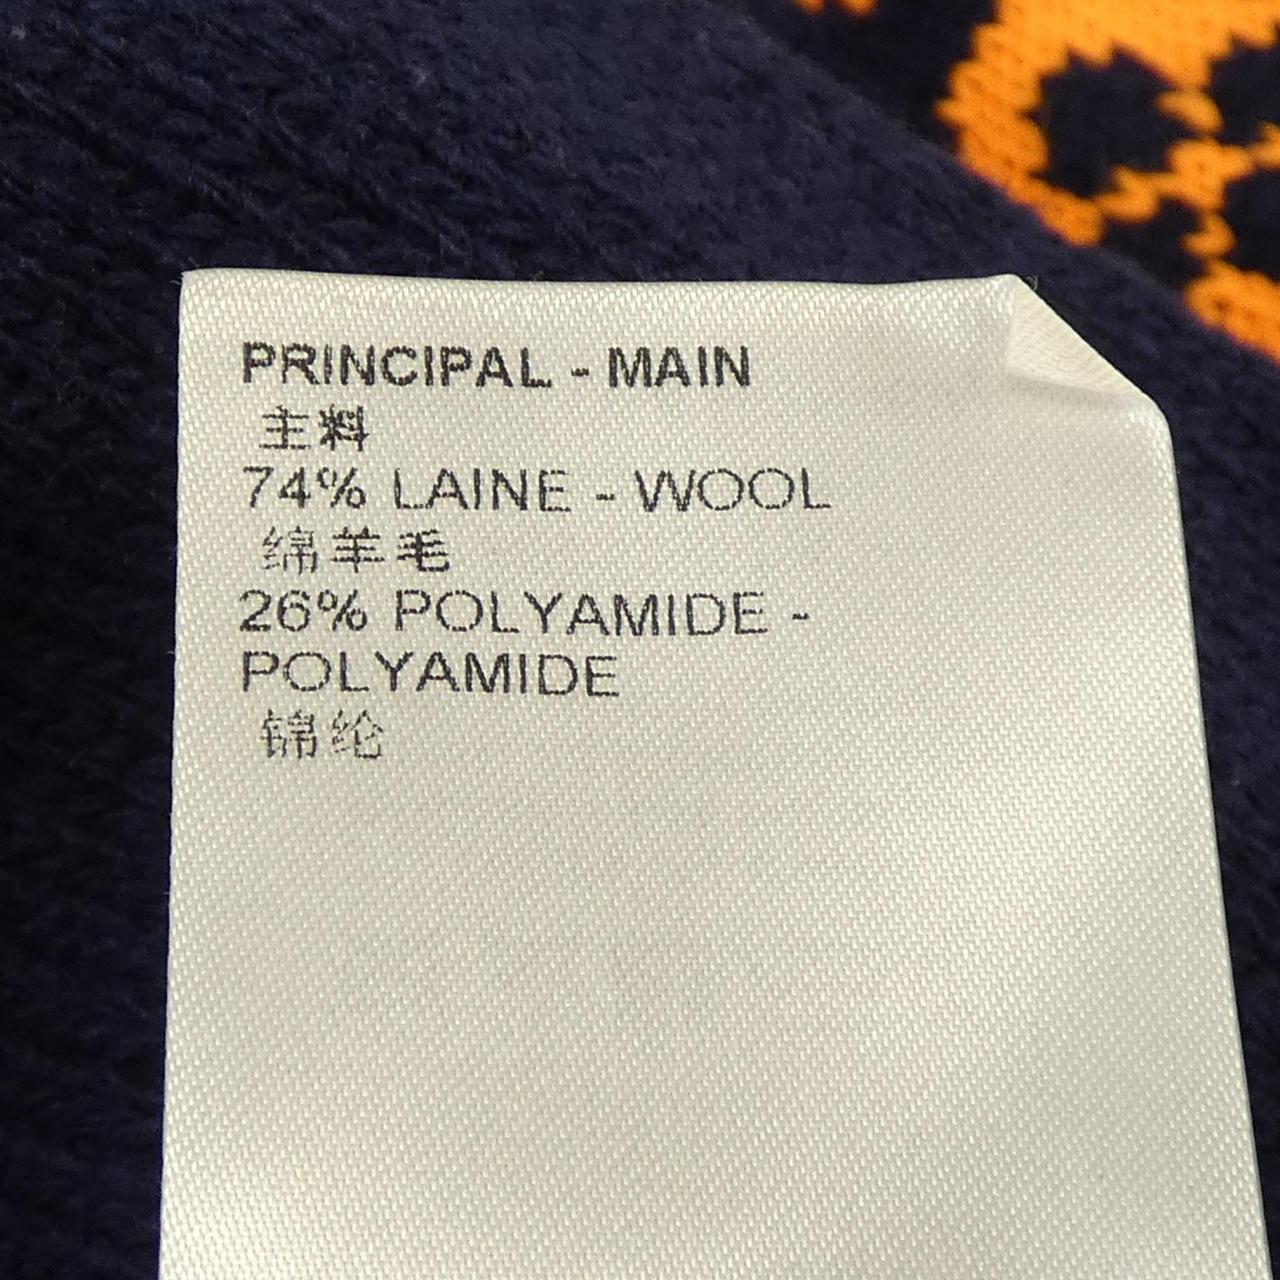 PRINCIPAL - MAIN
主料
74% LAINE - WOOL
绵羊毛
26% POLYAMIDE -
POLYAMIDE
锦纶